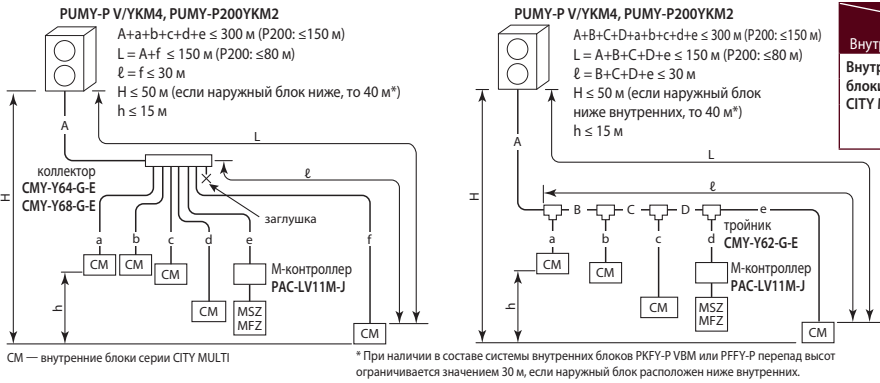 PUMY-P V/YKM4, PUMY-P200YKM2
A+a+b+c+d+e ≤ 300 м (P200: ≤150 м)
L = A+f ≤ 150 м (P200: ≤80 м)
ℓ = f ≤ 30 м
H ≤ 50 м (если наружный блок ниже, то 40 м*)
h ≤ 15 м
A
L
H
коллектор
CMY-Y64-G-E
CMY-Y68-G-E
ℓ
заглушка
a
b
c
d
e
f
CM
CM
CM
CM
М-контроллер
PAC-LV11M-J
MSZ
MFZ
h
CM
CM — внутренние блоки серии CITY MULTI
PUMY-P V/YKM4, PUMY-P200YKM2
A+B+C+D+a+b+c+d+e ≤ 300 м (P200: ≤150 м)
L = A+B+C+D+e ≤ 150 м (P200: ≤80 м)
ℓ = B+C+D+e ≤ 30 м
H ≤ 50 м (если наружный блок
ниже внутренних, то 40 м*)
h ≤ 15 м
A
L
H
ℓ
B
C
D
e
тройник
CMY-Y62-G-E
a
b
c
d
CM
CM
CM
М-контроллер
PAC-LV11M-J
MSZ
MFZ
h
CM
* При наличии в составе системы внутренних блоков PKFY-P VBM или PFFY-P перепад высот
ограничивается значением 30 м, если наружный блок расположен ниже внутренних.
Внутр
Внутр
блоки
CITY M